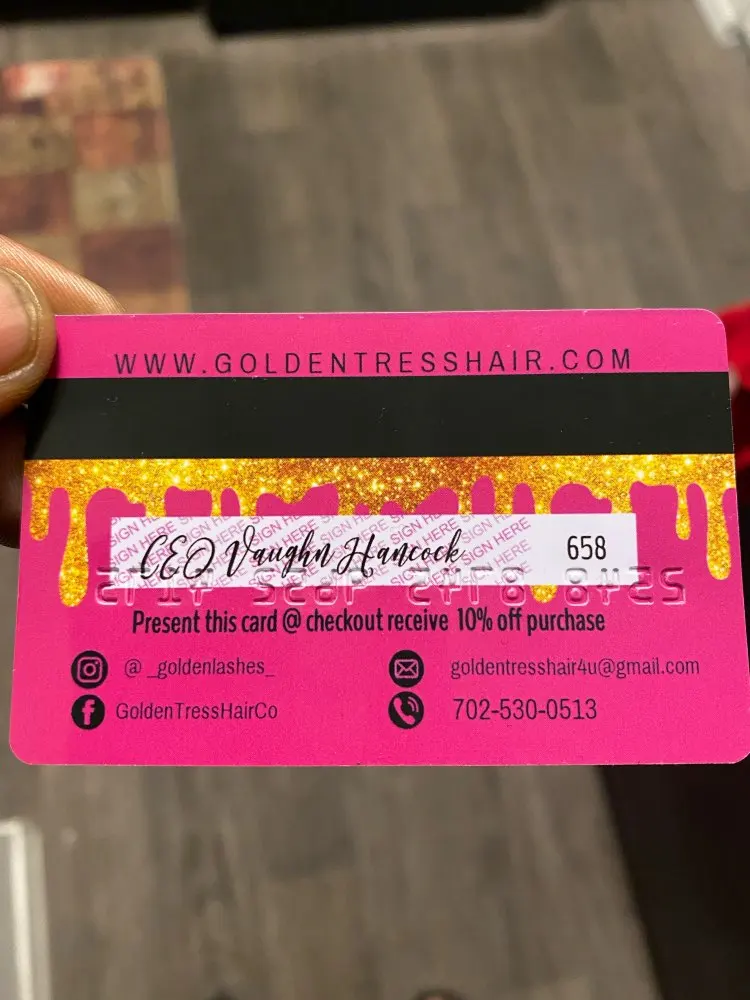 WWW.GOLDENTRESSHAIR.COM
CEO Vaughn Hancock 658
Present this card @ checkout receive 10% off purchase
@ _goldenlashes_ goldentresshair4u@gmail.com
GoldenTressHairCo 702-530-0513